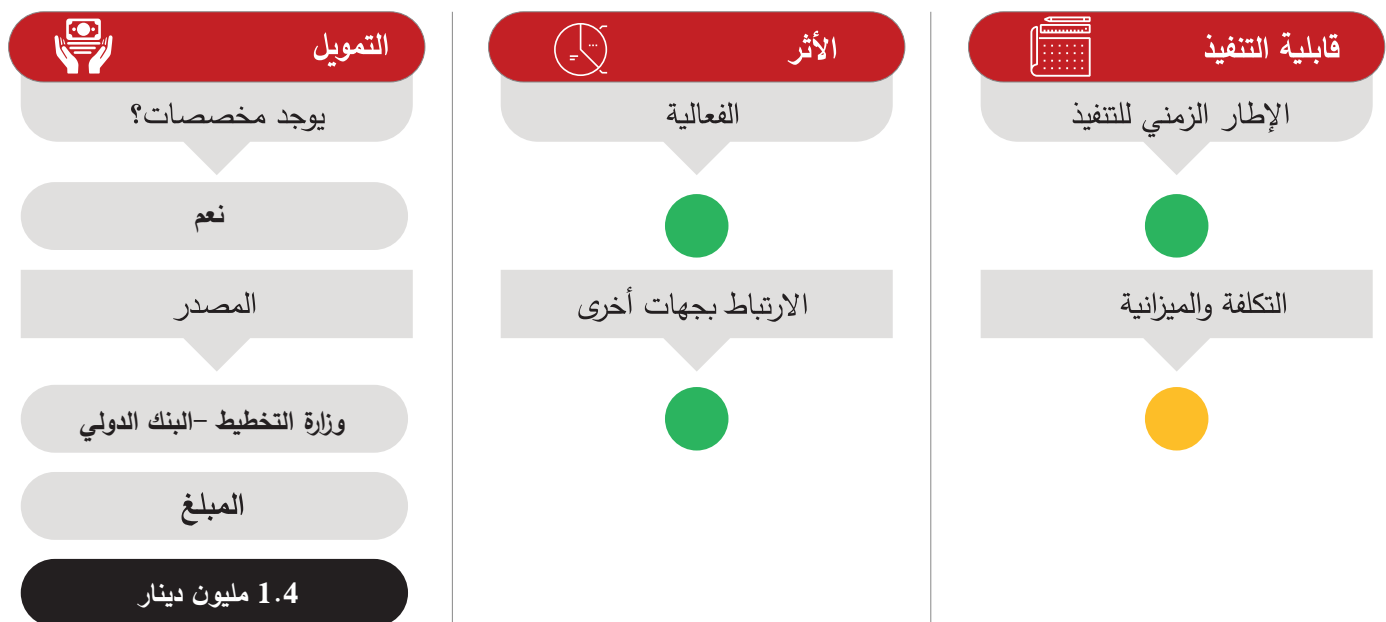 قابلية التنفيذ
الإطار الزمني للتنفيذ
التكلفة والميزانية
الأثر
الفعالية
الارتباط بجهات أخرى
التمويل
يوجد مخصصات؟
نعم
المصدر
وزارة التخطيط -البنك الدولي
المبلغ
1.4 مليون دينار